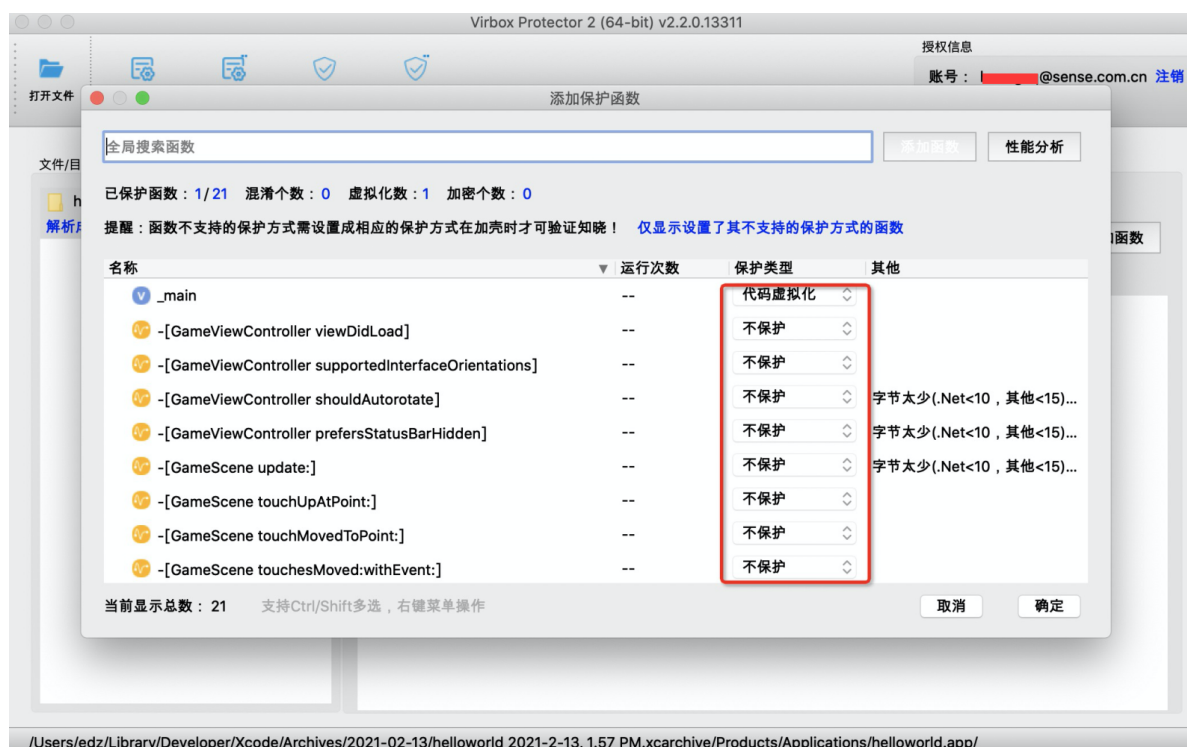 Virbox Protector 2 (64-bit) v2.2.0.13311
授权信息
打开文件
账号： @sense.com.cn 注销
添加保护函数
全局搜索函数 添加函数 性能分析
文件/目
已保护函数：1/21 混淆个数：0 虚拟化数：1 加密个数：0
h
解析
提醒：函数不支持的保护方式需设置成相应的保护方式在加壳时才可验证知晓！ 仅显示设置了其不支持的保护方式的函数
函数
名称 运行次数 保护类型 其他
V _main -- 代码虚拟化
-[GameViewController viewDidLoad] -- 不保护
-[GameViewController supportedInterfaceOrientations] -- 不保护
-[GameViewController shouldAutorotate] -- 不保护 字节太少(.Net<10，其他<15)...
-[GameViewController prefersStatusBarHidden] -- 不保护 字节太少(.Net<10，其他<15)...
-[GameScene update:] -- 不保护 字节太少(.Net<10，其他<15)...
-[GameScene touchUpAtPoint:] -- 不保护
-[GameScene touchMovedToPoint:] -- 不保护
-[GameScene touchesMoved:withEvent:] -- 不保护
当前显示总数：21 支持Ctrl/Shift多选，右键菜单操作 取消 确定
/Users/edz/Library/Developer/Xcode/Archives/2021-02-13/helloworld 2021-2-13, 1.57 PM.xcarchive/Products/Applications/helloworld.app/